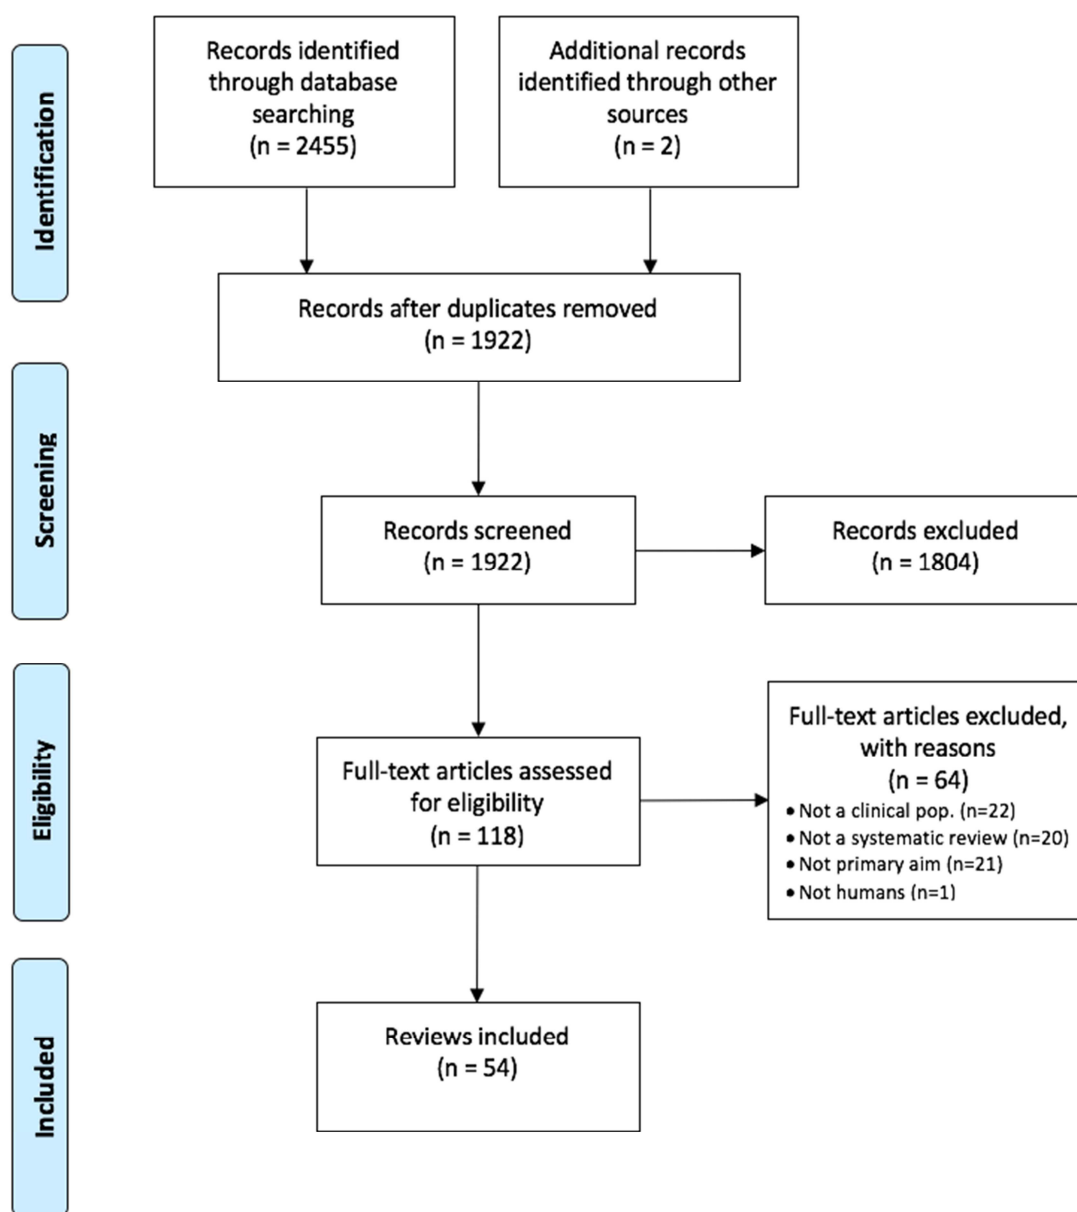 Identification
Records identified
through database
searching
(n = 2455)
Additional records
identified through other
sources
(n = 2)
Records after duplicates removed
(n = 1922)
Screening
Records screened
(n = 1922)
Records excluded
(n = 1804)
Eligibility
Full-text articles assessed
for eligibility
(n = 118)
Full-text articles excluded,
with reasons
(n = 64)
• Not a clinical pop. (n=22)
• Not a systematic review (n=20)
• Not primary aim (n=21)
• Not humans (n=1)
Included
Reviews included
(n = 54)